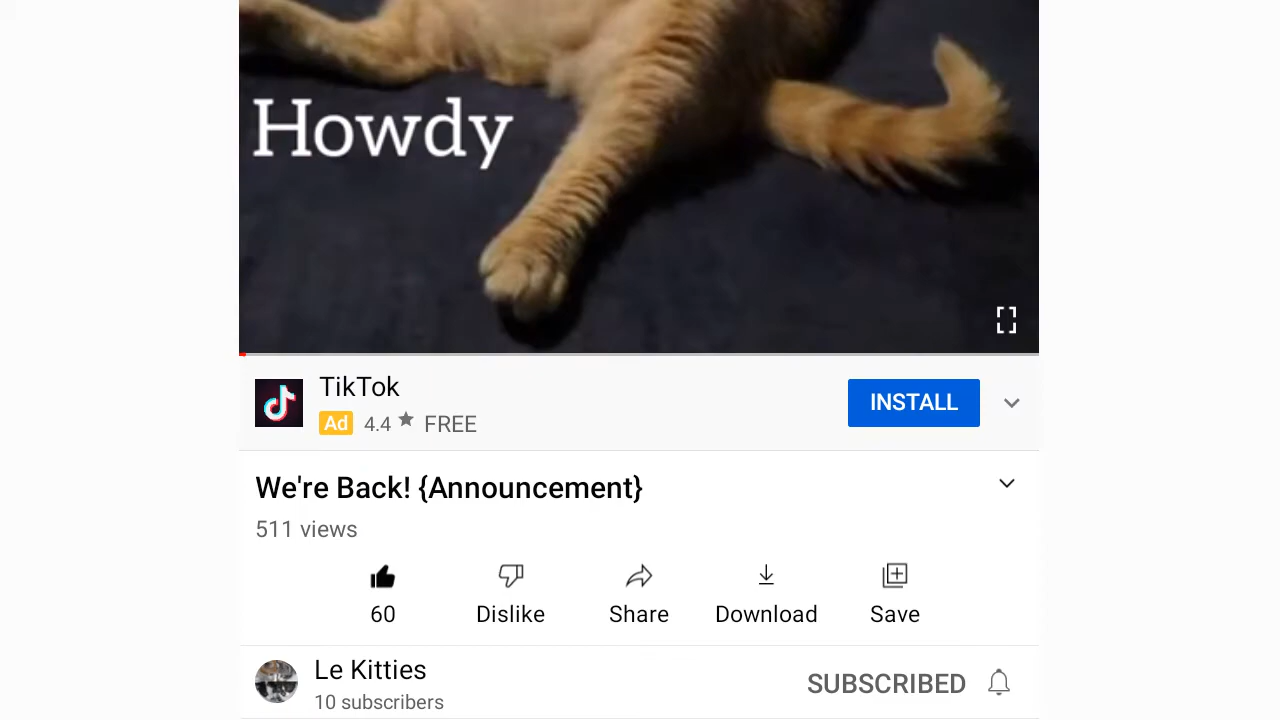 Howdy
TikTok
Ad 4.4 ★ FREE
INSTALL
We're Back! {Announcement}
511 views
60 Dislike Share Download Save
Le Kitties
10 subscribers
SUBSCRIBED